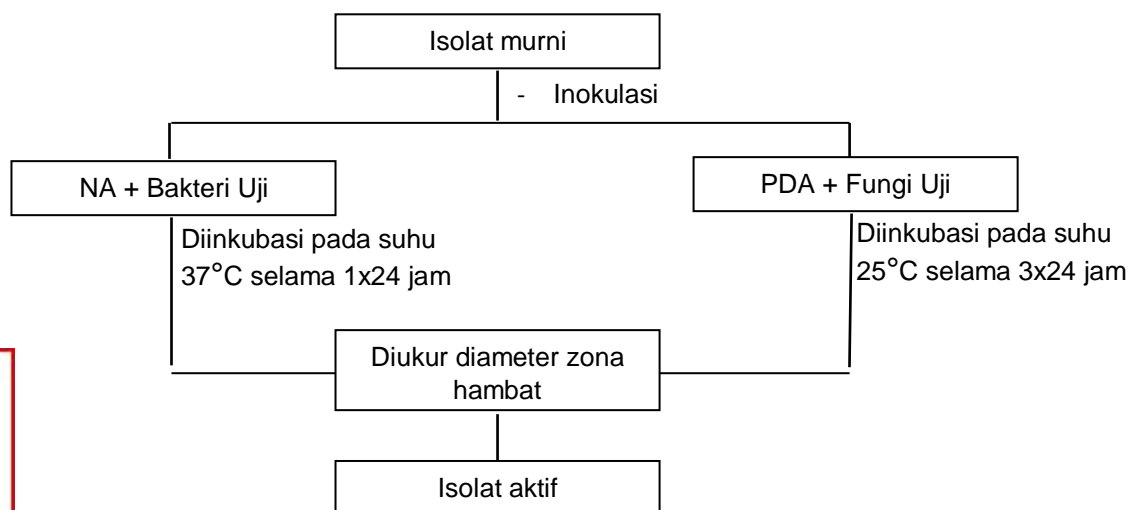 Isolat murni
- Inokulasi
NA + Bakteri Uji
PDA + Fungi Uji
Diinkubasi pada suhu
37°C selama 1x24 jam
Diinkubasi pada suhu
25°C selama 3x24 jam
Diukur diameter zona
hambat
Isolat aktif